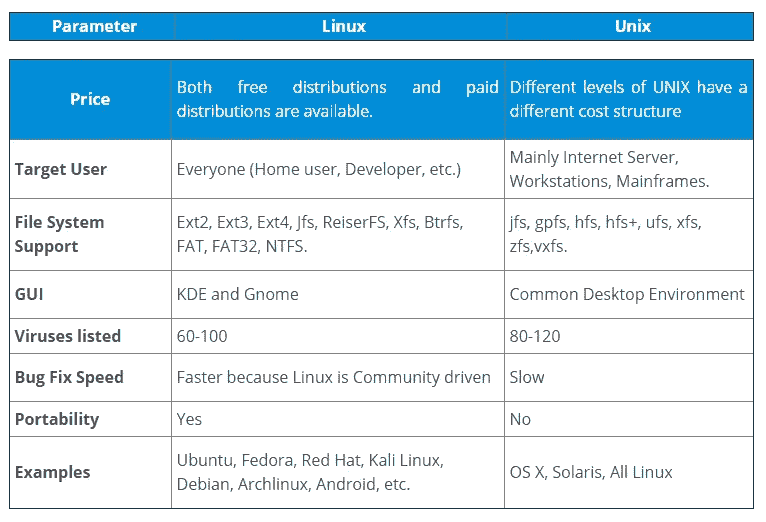 Parameter Linux Unix
Price
Both free distributions and paid
distributions are available.
Different levels of UNIX have a
different cost structure
Target User
Everyone (Home user, Developer, etc.)
Mainly Internet Server,
Workstations, Mainframes.
File System
Support
Ext2, Ext3, Ext4, Jfs, ReiserFS, Xfs, Btrfs,
FAT, FAT32, NTFS.
jfs, gpfs, hfs, hfs+, ufs, xfs,
zfs,vxfs.
GUI
KDE and Gnome
Common Desktop Environment
Viruses listed
60-100
80-120
Bug Fix Speed
Faster because Linux is Community driven
Slow
Portability
Yes
No
Examples
Ubuntu, Fedora, Red Hat, Kali Linux,
Debian, Archlinux, Android, etc.
OS X, Solaris, All Linux